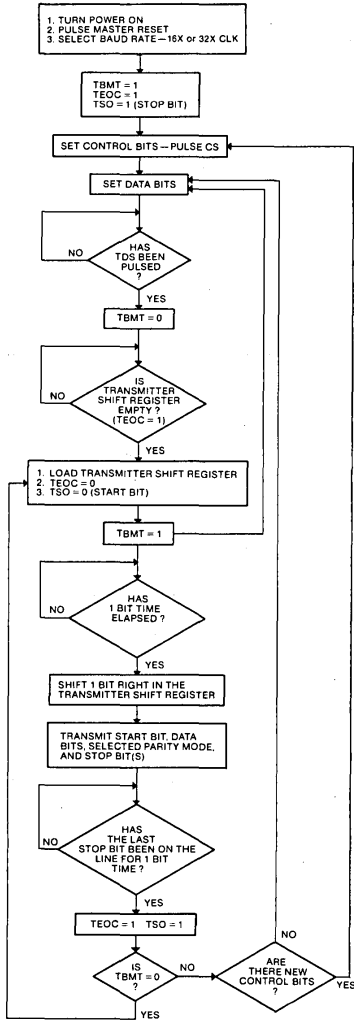 1. TURN POWER ON
2. PULSE MASTER RESET
3. SELECT BAUD RATE—16X or 32X CLK
TBMT = 1
TEOC = 1
TSO = 1 (STOP BIT)
SET CONTROL BITS — PULSE CS
SET DATA BITS
HAS
TDS BEEN
PULSED
?
NO
YES
TBMT = 0
IS
TRANSMITTER
SHIFT REGISTER
EMPTY ?
(TEOC = 1)
NO
YES
1. LOAD TRANSMITTER SHIFT REGISTER
2. TEOC = 0
3. TSO = 0 (START BIT)
TBMT = 1
HAS
1 BIT TIME
ELAPSED ?
NO
YES
SHIFT 1 BIT RIGHT IN THE
TRANSMITTER SHIFT REGISTER
TRANSMIT START BIT, DATA
BITS, SELECTED PARITY MODE,
AND STOP BIT(S)
HAS
THE LAST
STOP BIT BEEN ON THE
LINE FOR 1 BIT
TIME ?
NO
YES
TEOC = 1 TSO = 1
IS
TBMT = 0
?
NO
YES
ARE
THERE NEW
CONTROL BITS
?
NO
YES